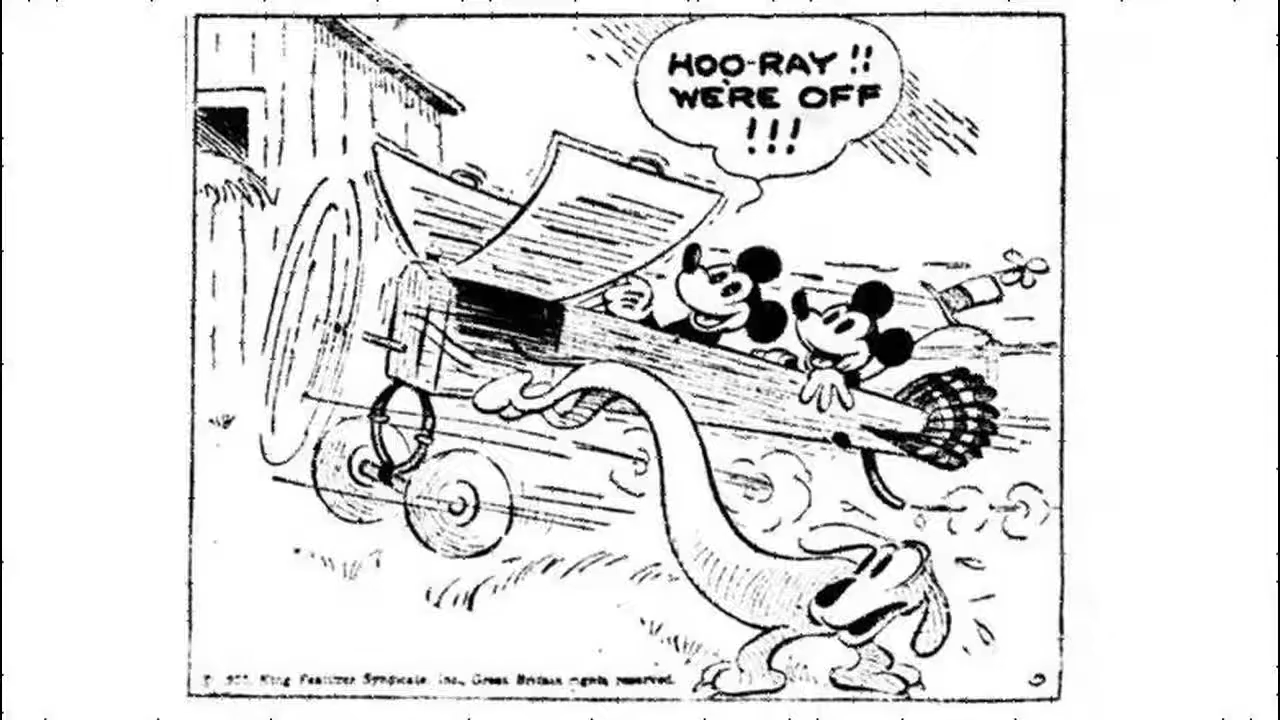 HOO-RAY !!
WE'RE OFF
!!!
King Features Syndicate, Inc., Great Britain rights reserved.